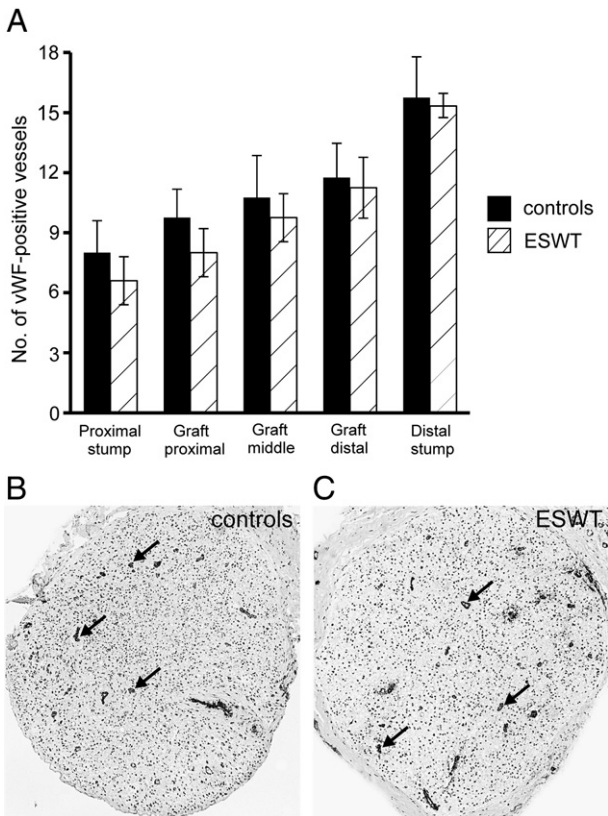 A
No. of vWF-positive vessels
18
15
12
9
6
3
0
Proximal
stump
Graft
proximal
Graft
middle
Graft
distal
Distal
stump
controls
ESWT
B
controls
C
ESWT